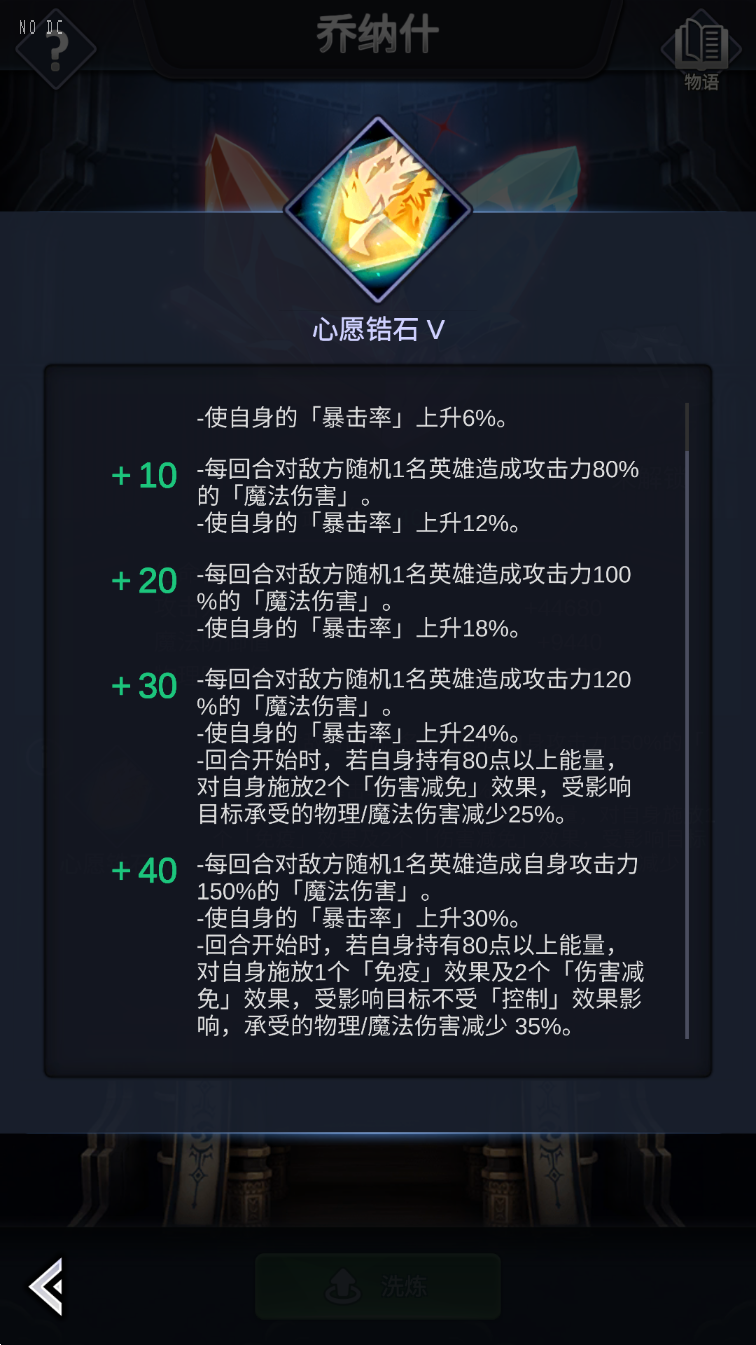 NO DC
?
乔纳什
物语
心愿锆石 V
-使自身的「暴击率」上升6%。
+10 -每回合对敌方随机1名英雄造成攻击力80%
的「魔法伤害」。
-使自身的「暴击率」上升12%。
+20 -每回合对敌方随机1名英雄造成攻击力100
%的「魔法伤害」。
-使自身的「暴击率」上升18%。
+30 -每回合对敌方随机1名英雄造成攻击力120
%的「魔法伤害」。
-使自身的「暴击率」上升24%。
-回合开始时，若自身持有80点以上能量，
对自身施放2个「伤害减免」效果，受影响
目标承受的物理/魔法伤害减少25%。
+40 -每回合对敌方随机1名英雄造成自身攻击力
150%的「魔法伤害」。
-使自身的「暴击率」上升30%。
-回合开始时，若自身持有80点以上能量，
对自身施放1个「免疫」效果及2个「伤害减
免」效果，受影响目标不受「控制」效果影
响，承受的物理/魔法伤害减少 35%。
洗炼